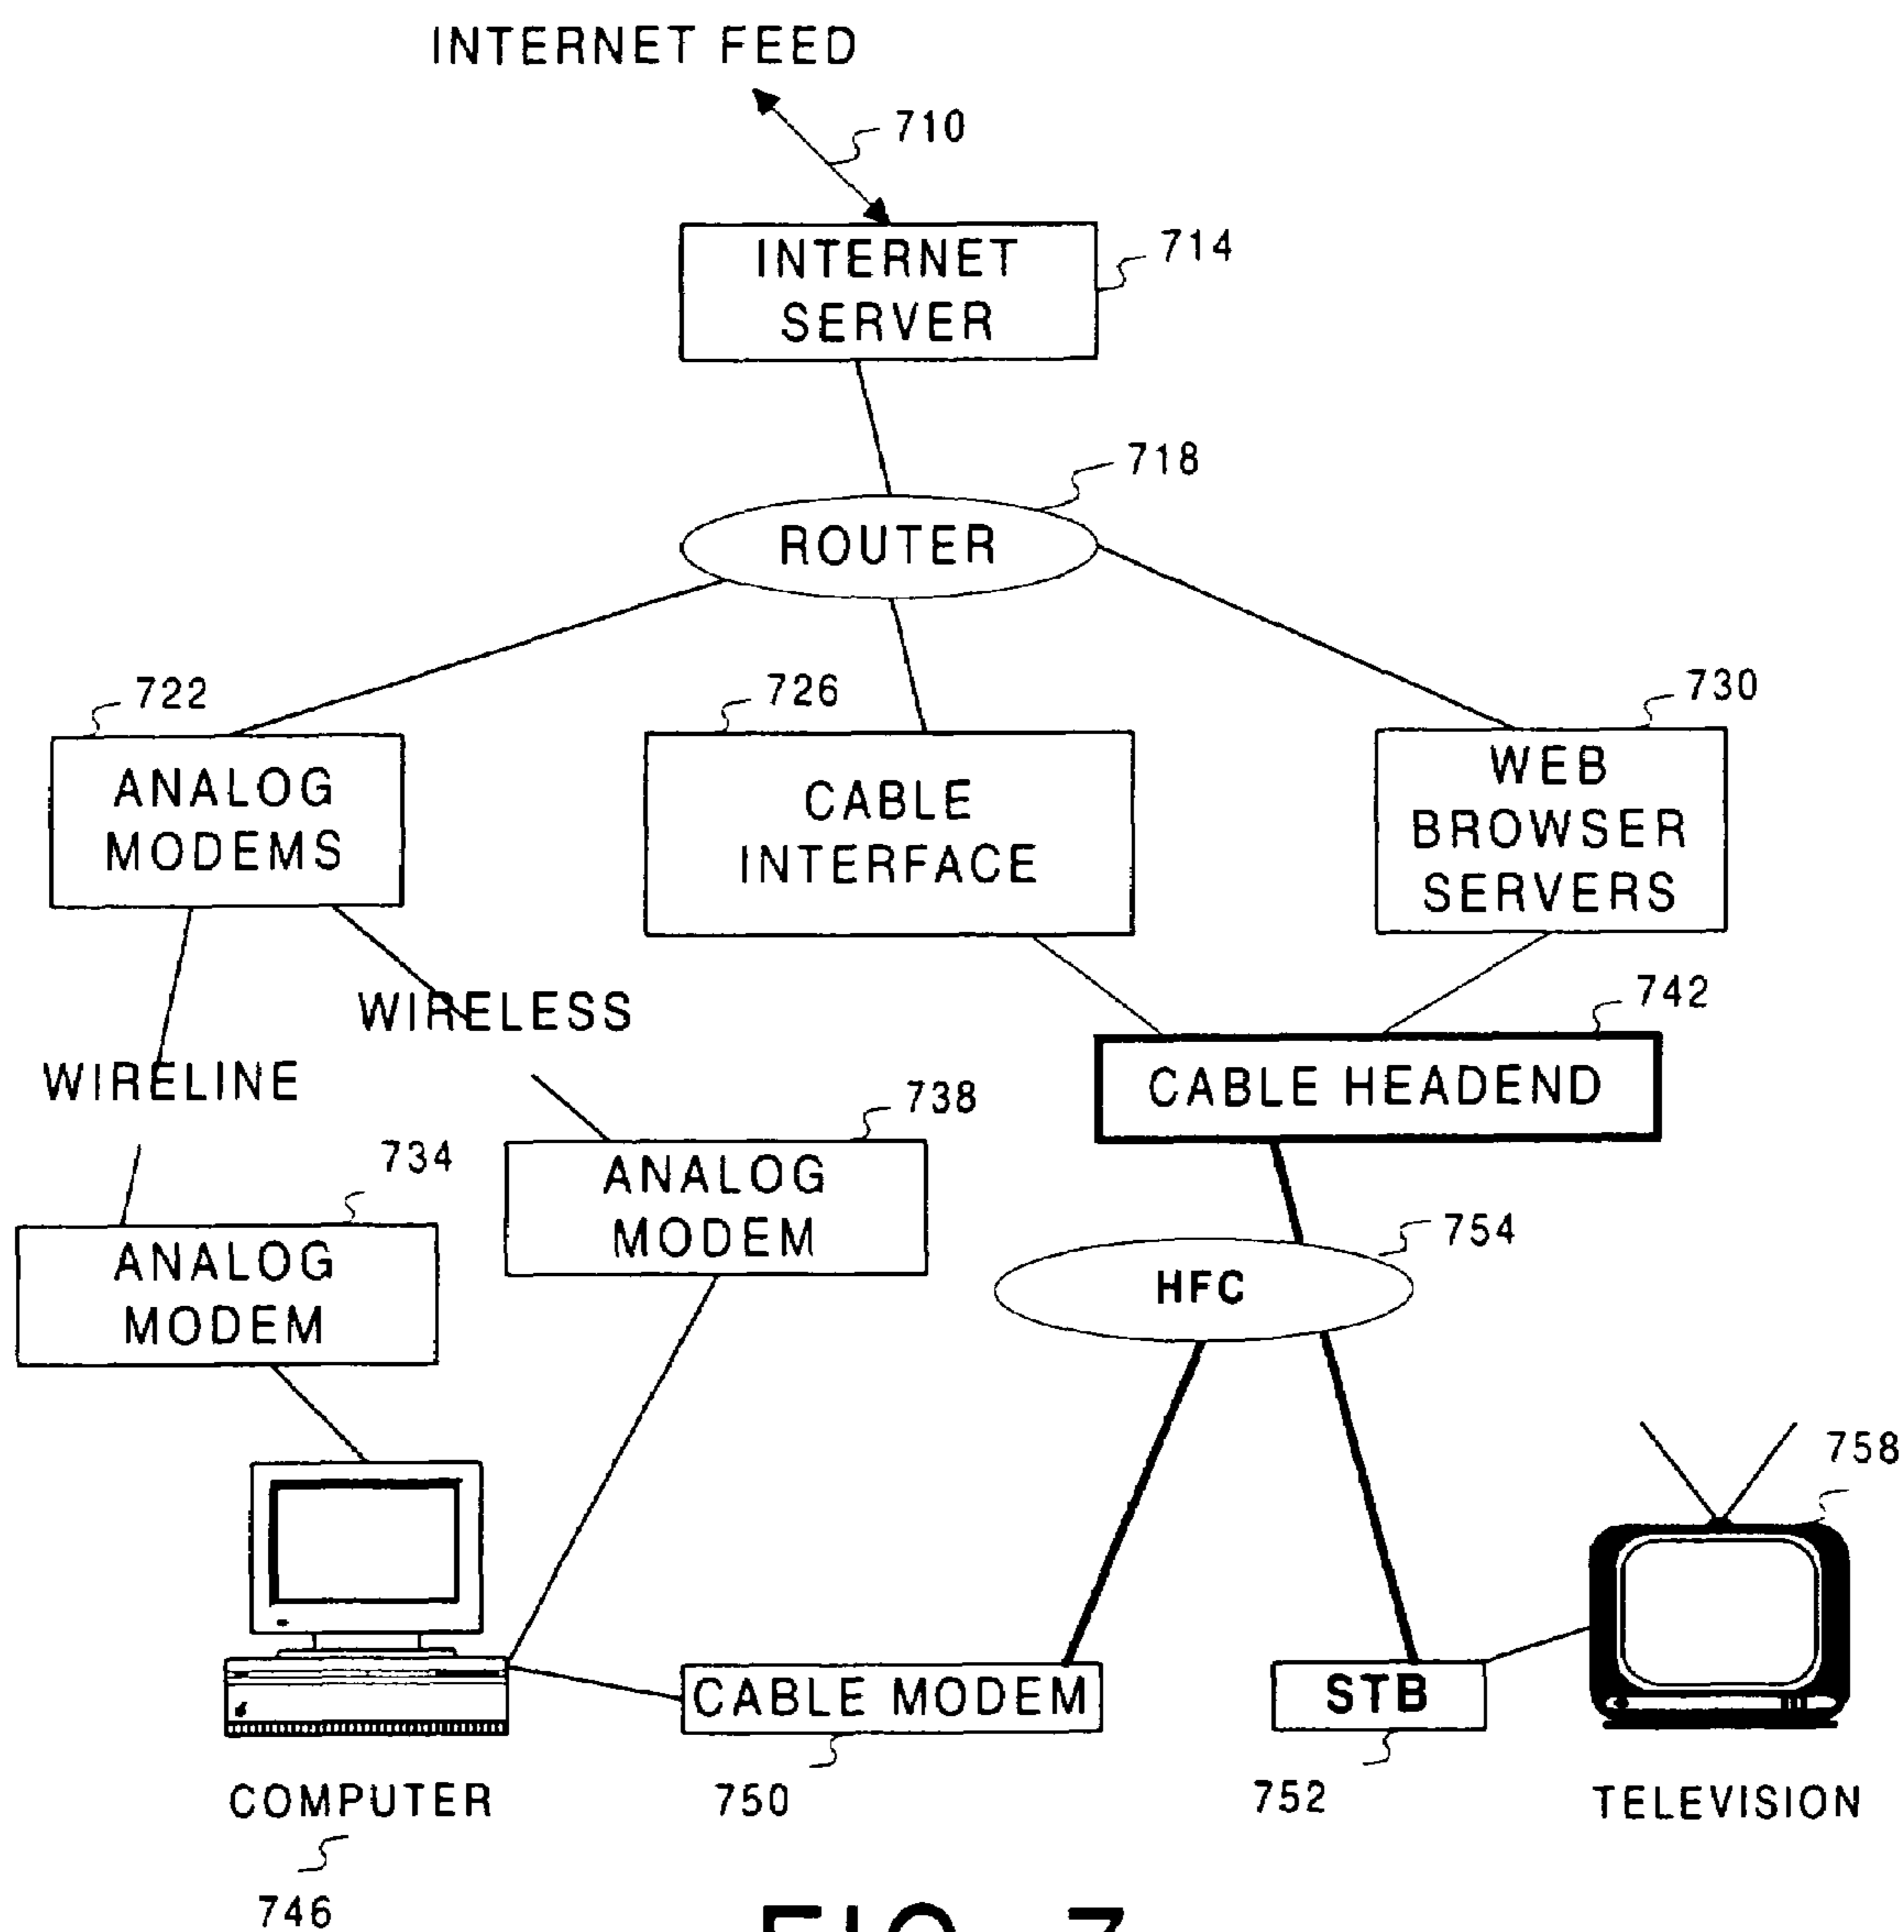 INTERNET FEED
710
INTERNET
SERVER
714
718
ROUTER
722
726
730
ANALOG
MODEMS
CABLE
INTERFACE
WEB
BROWSER
SERVERS
WIRELESS
WIRELINE
742
CABLE HEADEND
734
738
ANALOG
MODEM
ANALOG
MODEM
754
HFC
758
CABLE MODEM
STB
COMPUTER
750
752
TELEVISION
746
FIG. 7